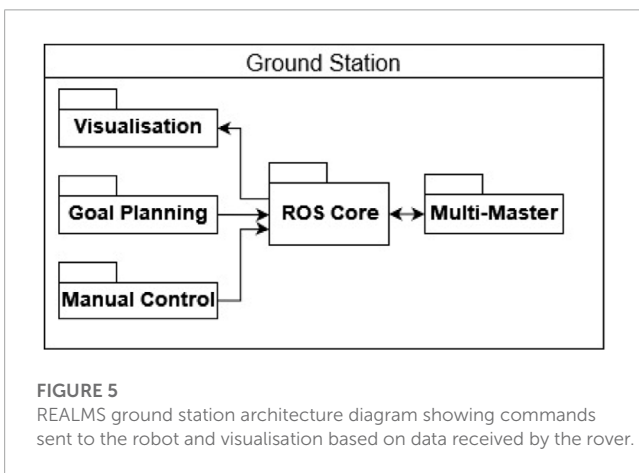 Ground Station
Visualisation
Goal Planning
ROS Core
Multi-Master
Manual Control
FIGURE 5
REALMS ground station architecture diagram showing commands
sent to the robot and visualisation based on data received by the rover.